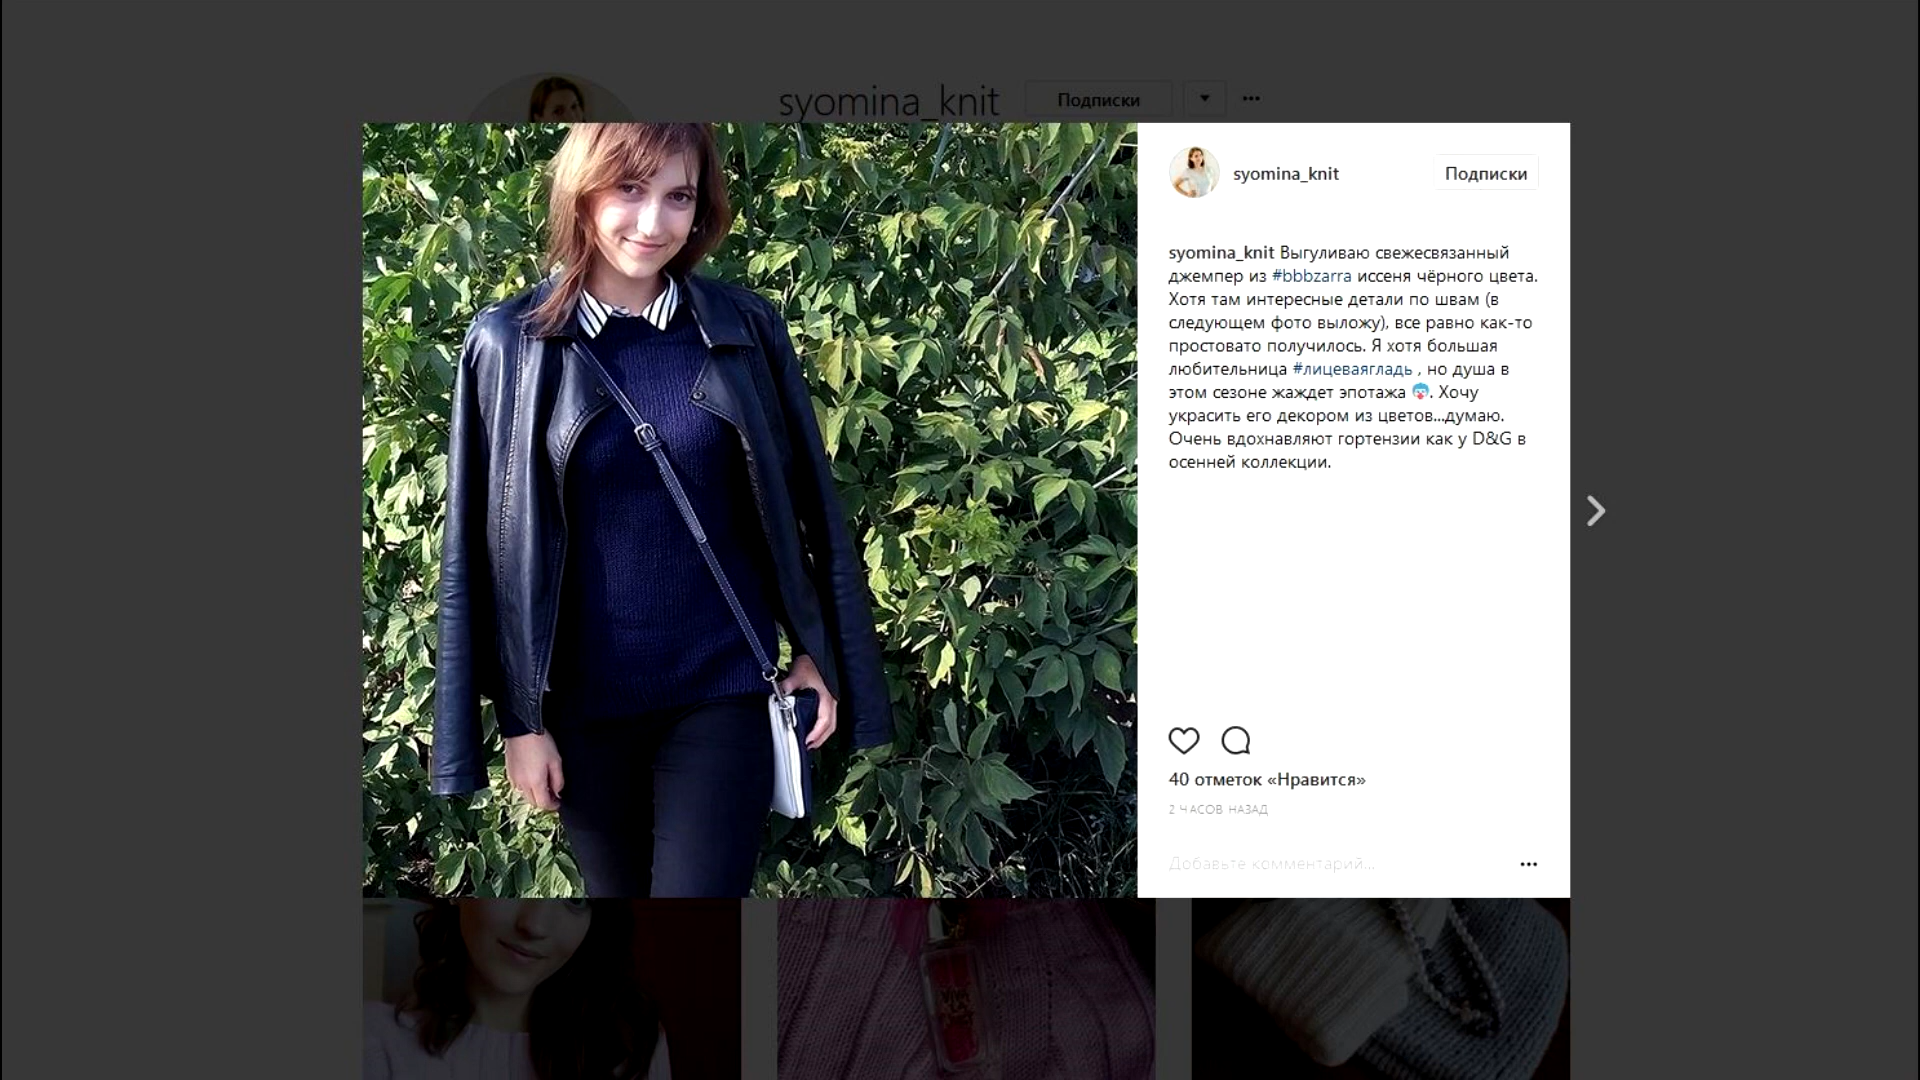 syomina_knit Подписки
syomina_knit Подписки
syomina_knit Выгуливаю свежесвязанный
джемпер из #bbbzarra иссеня чёрного цвета.
Хотя там интересные детали по швам (в
следующем фото выложу), все равно как-то
простовато получилось. Я хотя большая
любительница #лицеваягладь , но душа в
этом сезоне жаждет эпотажа . Хочу
украсить его декором из цветов...думаю.
Очень вдохнавляют гортензии как у D&G в
осенней коллекции.
40 отметок «Нравится»
2 ЧАСОВ НАЗАД
Добавьте комментарий...